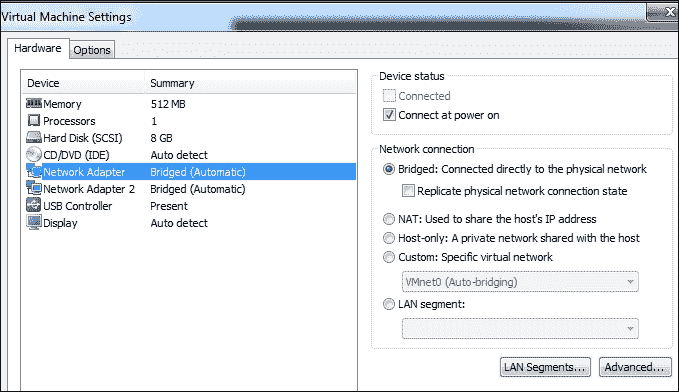 Virtual Machine Settings
Hardware Options
Device Summary
Memory 512 MB
Processors 1
Hard Disk (SCSI) 8 GB
CD/DVD (IDE) Auto detect
Network Adapter Bridged (Automatic)
Network Adapter 2 Bridged (Automatic)
USB Controller Present
Display Auto detect
Device status
Connected
Connect at power on
Network connection
Bridged: Connected directly to the physical network
Replicate physical network connection state
NAT: Used to share the host's IP address
Host-only: A private network shared with the host
Custom: Specific virtual network
VMnet0 (Auto-bridging)
LAN segment:
LAN Segments... Advanced...